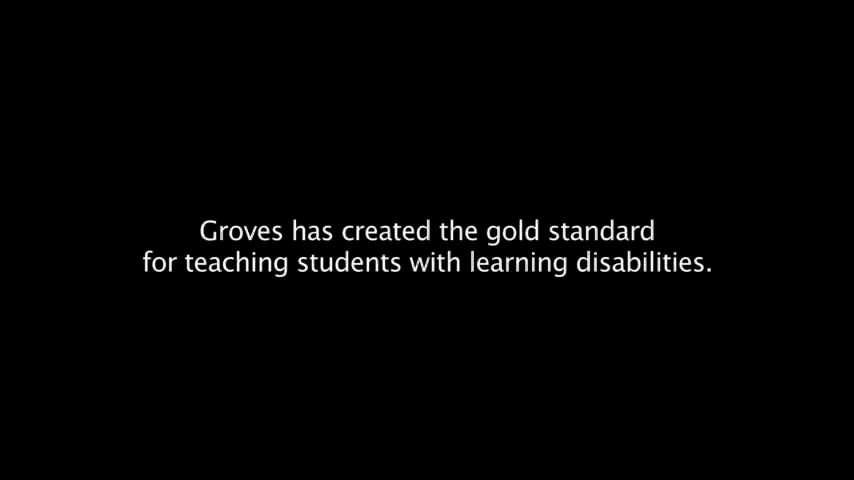 Groves has created the gold standard
for teaching students with learning disabilities.